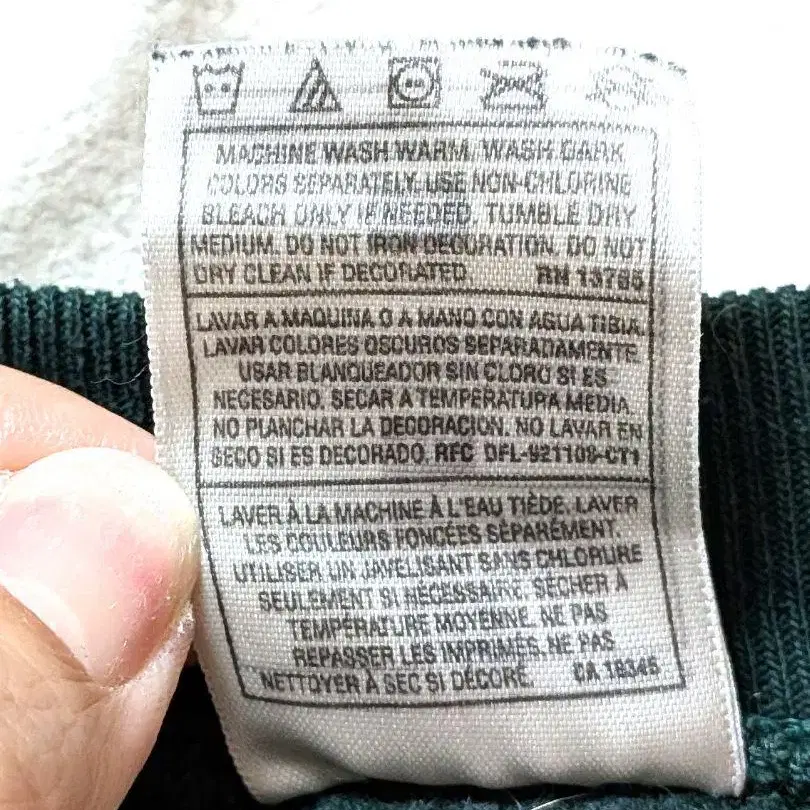 MACHINE WASH WARM. WASH DARK
COLORS SEPARATELY. USE NON-CHLORINE
BLEACH ONLY IF NEEDED. TUMBLE DRY
MEDIUM. DO NOT IRON DECORATION. DO NOT
DRY CLEAN IF DECORATED. RN 13765
LAVAR A MAQUINA O A MANO CON AGUA TIBIA.
LAVAR COLORES OSCUROS SEPARADAMENTE.
USAR BLANQUEADOR SIN CLORO SI ES
NECESARIO. SECAR A TEMPERATURA MEDIA.
NO PLANCHAR LA DECORACION. NO LAVAR EN
SECO SI ES DECORADO. RFC DFL-921109-CT1
LAVER À LA MACHINE À L'EAU TIÈDE. LAVER
LES COULEURS FONCÉES SÉPARÉMENT.
UTILISER UN JAVELISANT SANS CHLORURE
SEULEMENT SI NÉCESSAIRE. SÉCHER À
TEMPÉRATURE MOYENNE. NE PAS
REPASSER LES IMPRIMÉS. NE PAS
NETTOYER À SEC SI DÉCORÉ. CA 19345